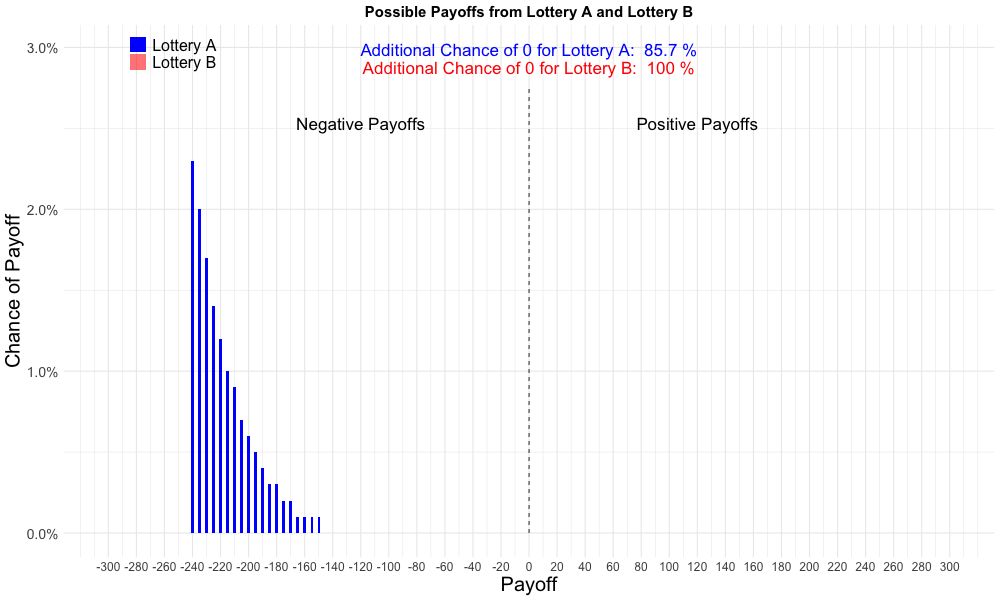 Possible Payoffs from Lottery A and Lottery B
Lottery A
Lottery B
Additional Chance of 0 for Lottery A:  85.7 %
Additional Chance of 0 for Lottery B:  100 %
Negative Payoffs
Positive Payoffs
Chance of Payoff
3.0%
2.0%
1.0%
0.0%
-300 -280 -260 -240 -220 -200 -180 -160 -140 -120 -100 -80 -60 -40 -20 0 20 40 60 80 100 120 140 160 180 200 220 240 260 280 300
Payoff